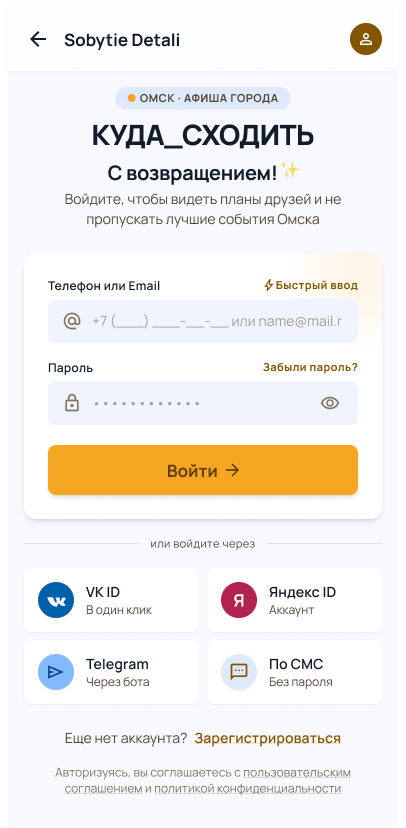 Sobytie Detali
ОМСК · АФИША ГОРОДА
КУДА_СХОДИТЬ
С возвращением!✨
Войдите, чтобы видеть планы друзей и не
пропускать лучшие события Омска
Телефон или Email
Быстрый ввод
+7 (___) ___-__-__ или name@mail.r
Пароль
Забыли пароль?
••••••••••••
Войти →
или войдите через
VK ID
В один клик
Я
Яндекс ID
Аккаунт
Telegram
Через бота
По СМС
Без пароля
Еще нет аккаунта? Зарегистрироваться
Авторизуясь, вы соглашаетесь с пользовательским
соглашением и политикой конфиденциальности